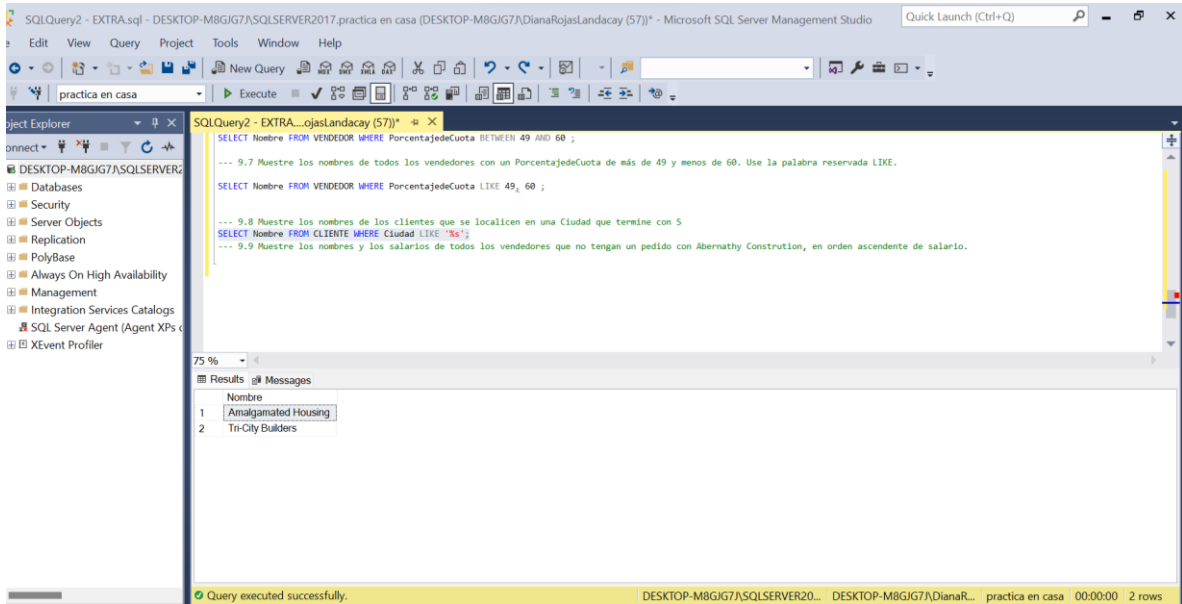 SQLQuery2 - EXTRA.sql - DESKTOP-M8GJG7J\SQLSERVER2017.practica en casa (DESKTOP-M8GJG7J\DianaRojasLandacay (57))* - Microsoft SQL Server Management Studio
Quick Launch (Ctrl+Q)
Edit View Query Project Tools Window Help
New Query
practica en casa
Execute
bject Explorer
SQLQuery2 - EXTRA....ojasLandacay (57))*
onnect
DESKTOP-M8GJG7J\SQLSERVER2
Databases
Security
Server Objects
Replication
PolyBase
Always On High Availability
Management
Integration Services Catalogs
SQL Server Agent (Agent XPs d
XEvent Profiler
SELECT Nombre FROM VENDEDOR WHERE PorcentajedeCuota BETWEEN 49 AND 60 ;
--- 9.7 Muestre los nombres de todos los vendedores con un PorcentajedeCuota de más de 49 y menos de 60. Use la palabra reservada LIKE.
SELECT Nombre FROM VENDEDOR WHERE PorcentajedeCuota LIKE 49, 60 ;
--- 9.8 Muestre los nombres de los clientes que se localicen en una Ciudad que termine con S
SELECT Nombre FROM CLIENTE WHERE Ciudad LIKE '%s';
--- 9.9 Muestre los nombres y los salarios de todos los vendedores que no tengan un pedido con Abernathy Constrution, en orden ascendente de salario.
75 %
Results Messages
Nombre
1 Amalgamated Housing
2 Tri-City Builders
Query executed successfully.
DESKTOP-M8GJG7J\SQLSERVER20... DESKTOP-M8GJG7J\DianaR... practica en casa 00:00:00 2 rows